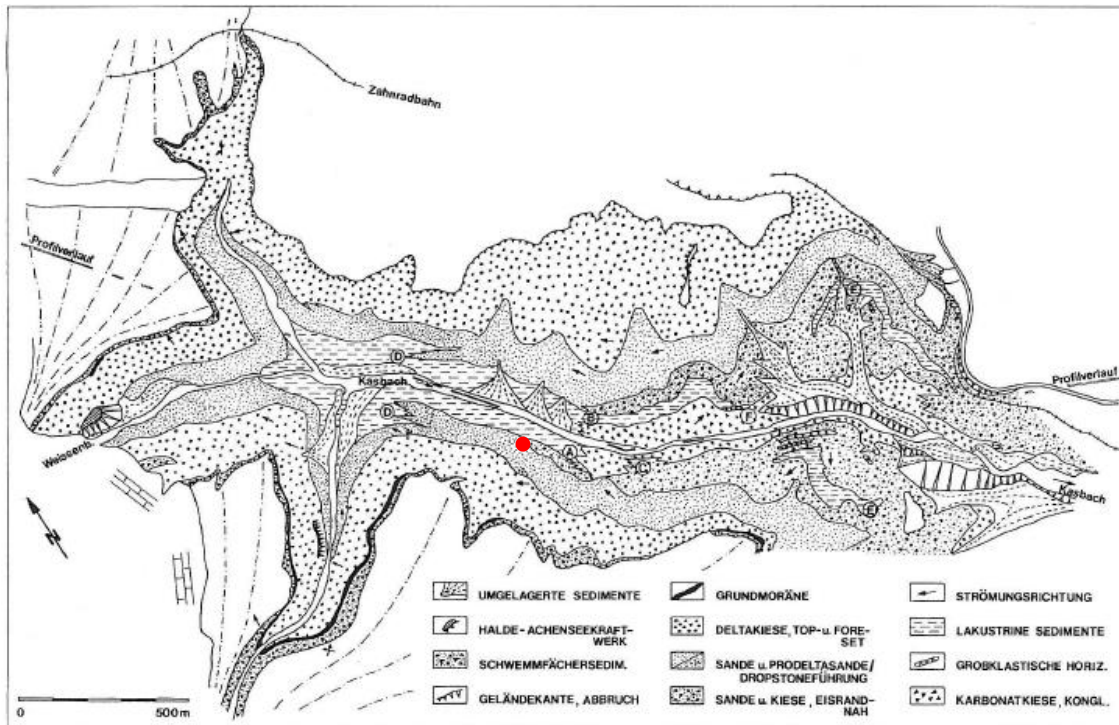 Zahnradbahn
Profilverlauf
Profilverlauf
D
Kasbach
D
B
F
E
A
C
E
Weissenb.
Kasbach
N
UMGELAGERTE SEDIMENTE
HALDE-ACHENSEEKRAFT-
WERK
SCHWEMMFÄCHERSEDIM.
GELÄNDEKANTE, ABBRUCH
GRUNDMORÄNE
DELTAKIESE, TOP- u. FORE-
SET
SANDE u. PRODELTASANDE/
DROPSTONEFÜHRUNG
SANDE u. KIESE, EISRAND-
NAH
STRÖMUNGSRICHTUNG
LAKUSTRINE SEDIMENTE
GROBKLASTISCHE HORIZ.
KARBONATKIESE, KONGL.
0 500m